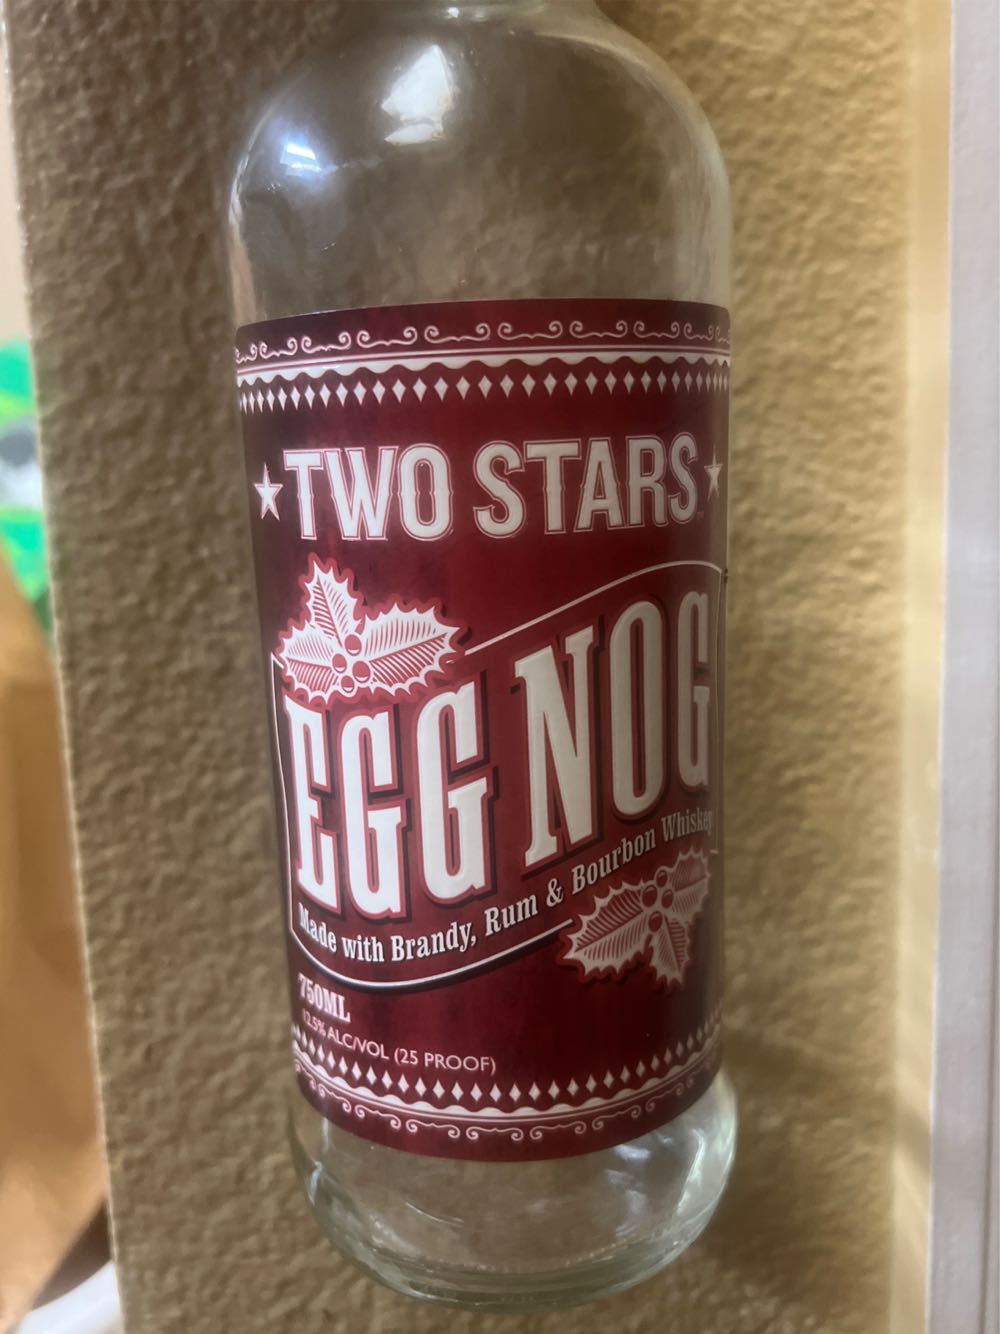 TWO STARS
EGG NOG
Made with Brandy, Rum & Bourbon Whiskey
750ML
12.5% ALC/VOL (25 PROOF)